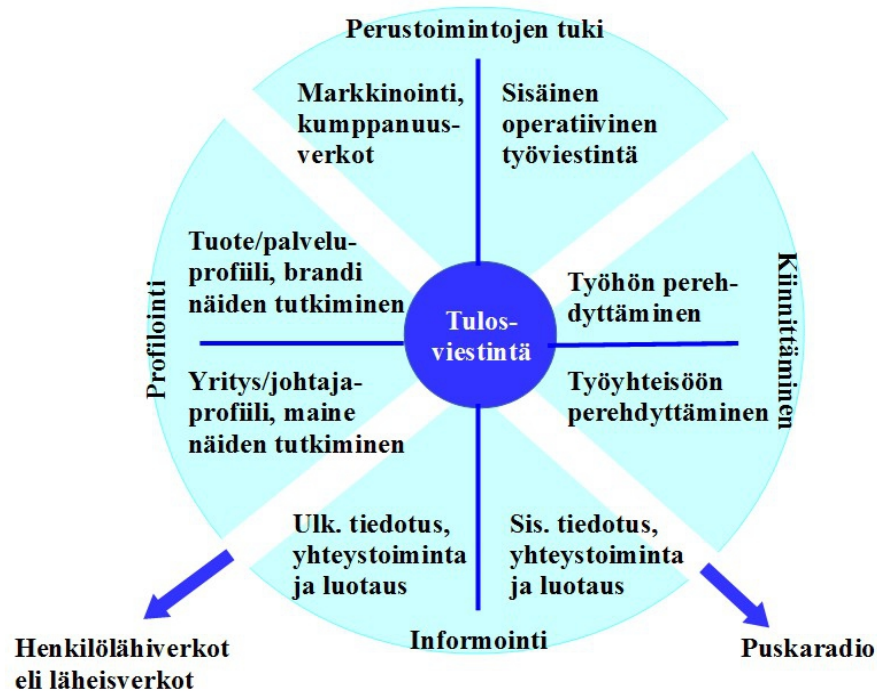 Perustoimintojen tuki
Markkinointi,
kumppanuus-
verkot
Sisäinen
operatiivinen
työviestintä
Profilointi
Tuote/palvelu-
profiili, brandi
näiden tutkiminen
Yritys/johtaja-
profiili, maine
näiden tutkiminen
Tulos-
viestintä
Työhön pereh-
dyttäminen
Työyhteisöön
perehdyttäminen
Kiinnittäminen
Ulk. tiedotus,
yhteystoiminta
ja luotaus
Sis. tiedotus,
yhteystoiminta
ja luotaus
Informointi
Henkilölähiverkot
eli läheisverkot
Puskaradio